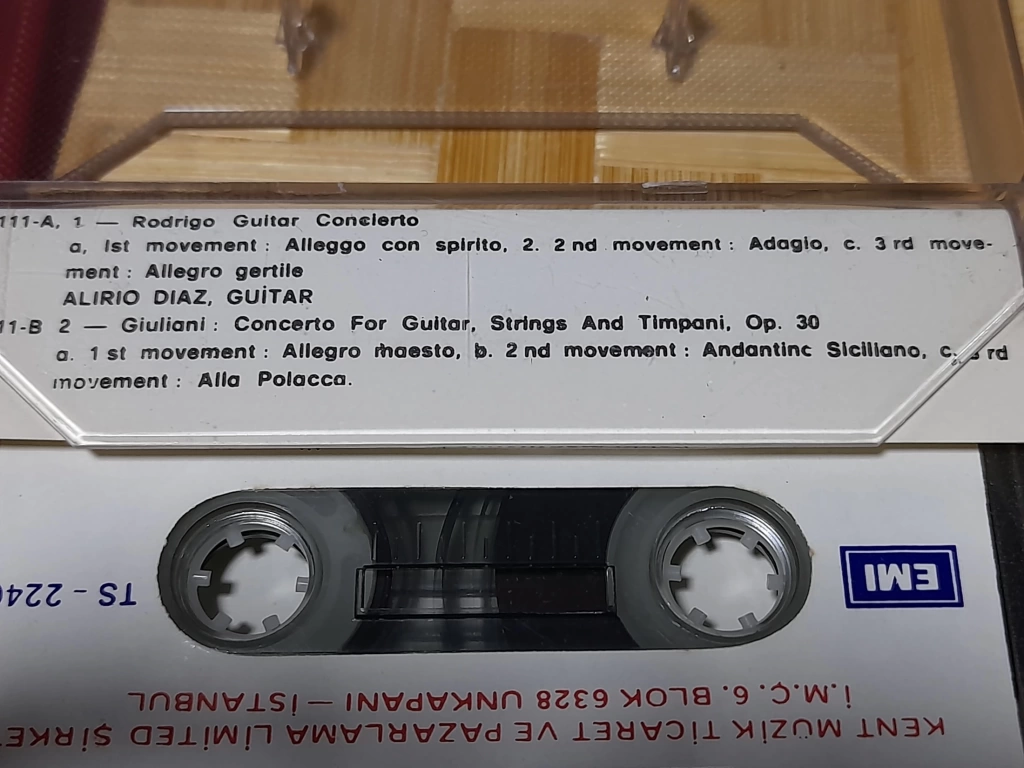 111-A, 1 — Rodrigo Guitar Concierto
a, Ist movement : Alleggo con spirito, 2. 2 nd movement : Adagio, c. 3 rd move-
ment : Allegro gertile
ALIRIO DIAZ, GUİTAR
11-B 2 — Giuliani : Concerto For Guitar, Strings And Timpani, Op. 30
a. 1 st movement : Allegro maesto, b. 2 nd movement : Andantinc Siciliano, c, 3 rd
movement : Alla Polacca.
EMI
TS - 224
İ.M.Ç. 6. BLOK 6328 UNKAPANI – İSTANBUL
KENT MÜZİK TİCARET VE PAZARLAMA LİMİTED ŞİRKE